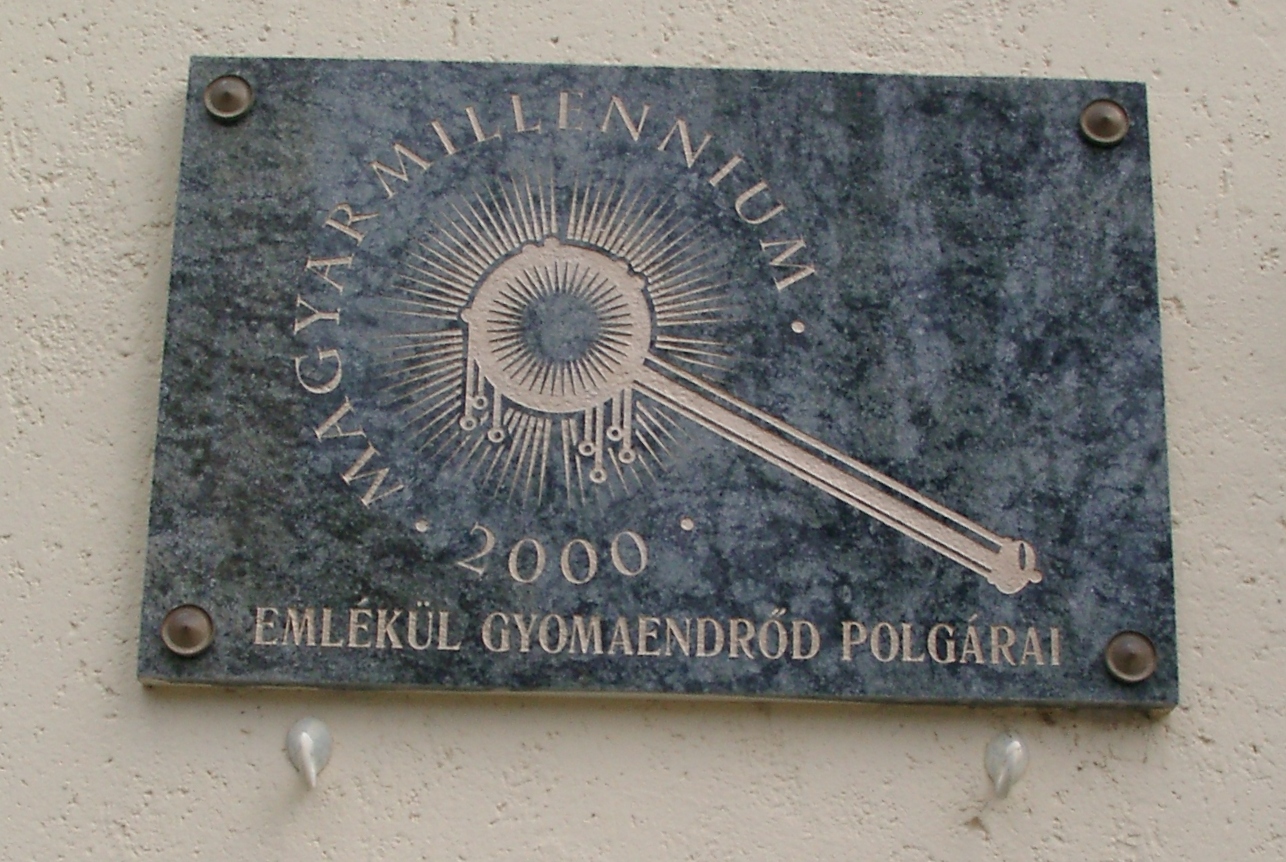 MAGYAR MILLENNIUM
• 2000 •
EMLÉKÜL GYOMAENDRŐD POLGÁRAI